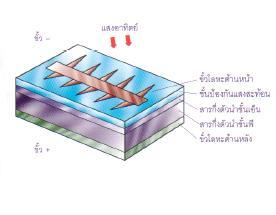 แสงอาทิตย์
ขั้ว -
ขั้วโลหะด้านหน้า
ชั้นป้องกันแสงสะท้อน
สารกึ่งตัวนำชั้นเอ็น
สารกึ่งตัวนำชั้นพี
ขั้วโลหะด้านหลัง
ขั้ว +